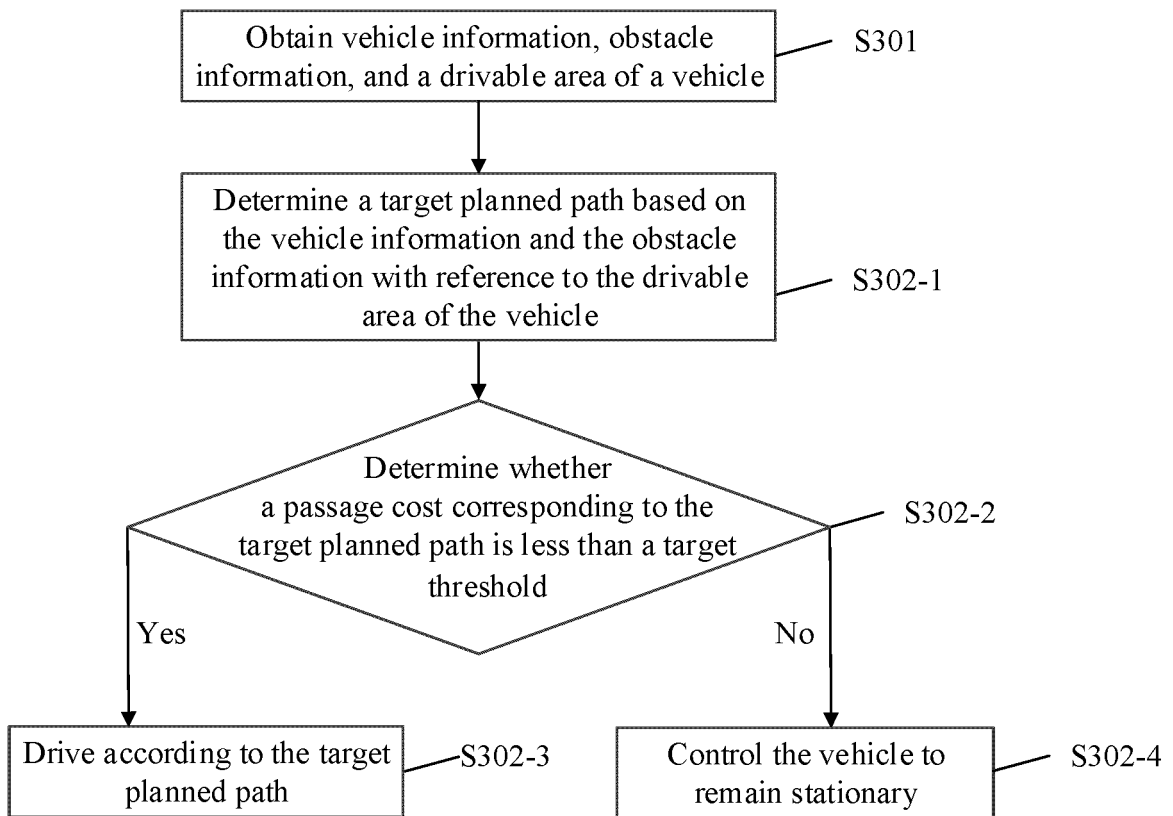 Obtain vehicle information, obstacle
information, and a drivable area of a vehicle
S301
Determine a target planned path based on
the vehicle information and the obstacle
information with reference to the drivable
area of the vehicle
S302-1
Determine whether
a passage cost corresponding to the
target planned path is less than a target
threshold
S302-2
Yes
No
Drive according to the target
planned path
S302-3
Control the vehicle to
remain stationary
S302-4